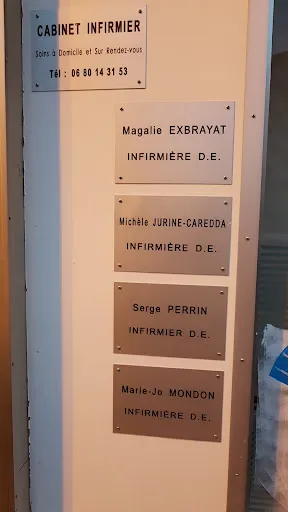 CABINET INFIRMIER
Soins à Domicile et Sur Rendez-vous
Tél : 06 80 14 31 53
Magalie EXBRAYAT
INFIRMIÈRE D.E.
Michèle JURINE-CAREDDA
INFIRMIÈRE D.E.
Serge PERRIN
INFIRMIER D.E.
Marie-Jo MONDON
INFIRMIÈRE D.E.